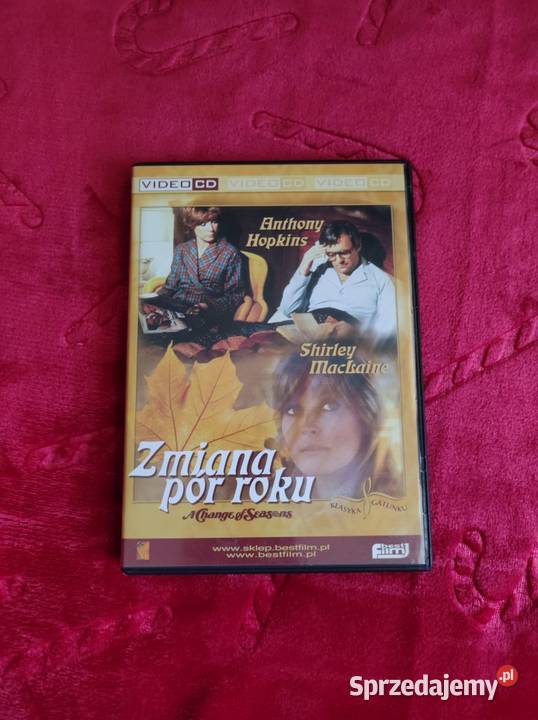 VIDEO CD VIDEO CD VIDEO CD
Anthony
Hopkins
Shirley
MacLaine
Zmiana
pór roku
A Change of Seasons
KLASYKA GATUNKU
www.sklep.bestfilm.pl
www.bestfilm.pl
best
film
Sprzedajemy.pl